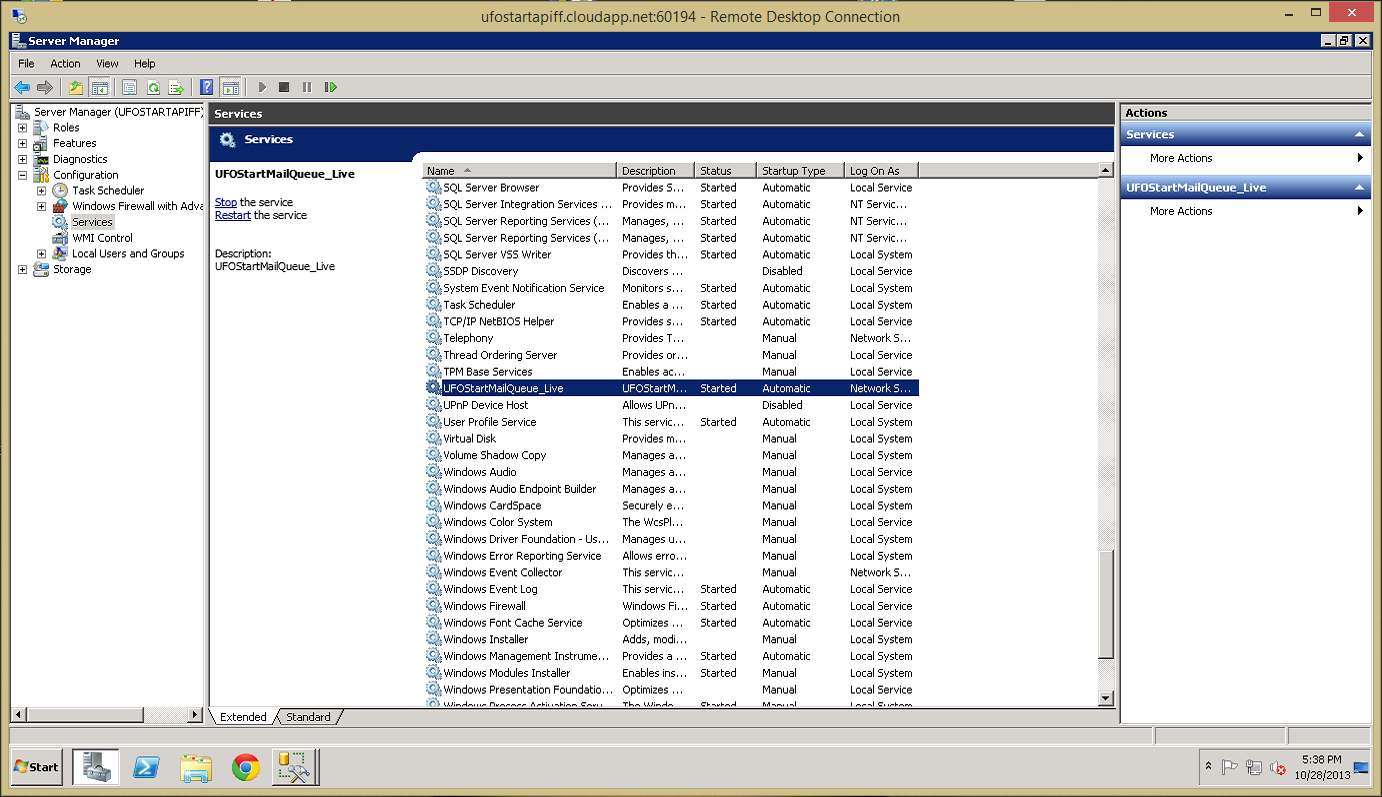 ufostartapiff.cloudapp.net:60194 - Remote Desktop Connection
Server Manager
File Action View Help
Server Manager (UFOSTARTAPIFF)
Roles
Features
Diagnostics
Configuration
Task Scheduler
Windows Firewall with Adva
Services
WMI Control
Local Users and Groups
Storage
Services
Services
UFOStartMailQueue_Live
Stop the service
Restart the service
Description:
UFOStartMailQueue_Live
Name Description Status Startup Type Log On As
SQL Server Browser Provides S... Started Automatic Local Service
SQL Server Integration Services ... Provides m... Started Automatic NT Servic...
SQL Server Reporting Services (... Manages, ... Started Automatic NT Servic...
SQL Server Reporting Services (... Manages, ... Started Automatic NT Servic...
SQL Server VSS Writer Provides th... Started Automatic Local System
SSDP Discovery Discovers ... Disabled Local Service
System Event Notification Service Monitors s... Started Automatic Local System
Task Scheduler Enables a ... Started Automatic Local System
TCP/IP NetBIOS Helper Provides s... Started Automatic Local Service
Telephony Provides T... Manual Network S...
Thread Ordering Server Provides or... Manual Local Service
TPM Base Services Enables ac... Manual Local Service
UFOStartMailQueue_Live UFOStartM... Started Automatic Network S...
UPnP Device Host Allows UPn... Disabled Local Service
User Profile Service This servic... Started Automatic Local System
Virtual Disk Provides m... Manual Local System
Volume Shadow Copy Manages a... Manual Local System
Windows Audio Manages a... Manual Local Service
Windows Audio Endpoint Builder Manages a... Manual Local System
Windows CardSpace Securely e... Manual Local System
Windows Color System The WcsPl... Manual Local Service
Windows Driver Foundation - Us... Manages u... Manual Local System
Windows Error Reporting Service Allows erro... Manual Local System
Windows Event Collector This servic... Manual Network S...
Windows Event Log This servic... Started Automatic Local Service
Windows Firewall Windows Fi... Started Automatic Local Service
Windows Font Cache Service Optimizes ... Started Automatic Local Service
Windows Installer Adds, modi... Manual Local System
Windows Management Instrume... Provides a ... Started Automatic Local System
Windows Modules Installer Enables ins... Started Manual Local System
Windows Presentation Foundatio... Optimizes ... Manual Local Service
Windows Process Activation Serv... The Windo... Started Manual Local System
Extended Standard
Actions
Services
More Actions
UFOStartMailQueue_Live
More Actions
Start
5:38 PM
10/28/2013